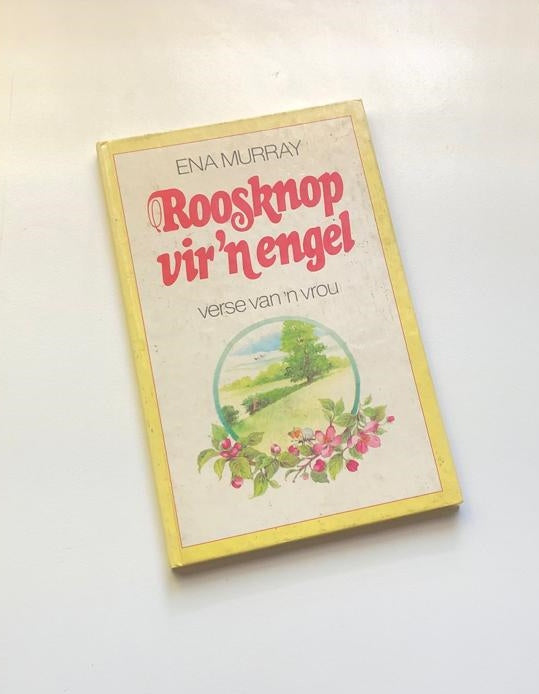 ENA MURRAY
Roosknop
vir 'n engel
verse van 'n vrou